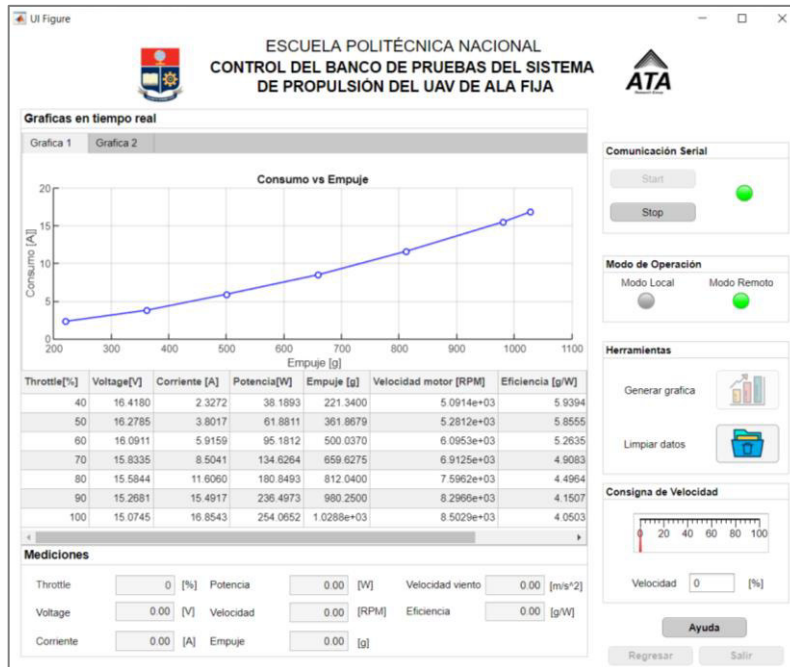 UI Figure
ESCUELA POLITÉCNICA NACIONAL
CONTROL DEL BANCO DE PRUEBAS DEL SISTEMA
DE PROPULSIÓN DEL UAV DE ALA FIJA
ATA
Graficas en tiempo real
Grafica 1 Grafica 2
Consumo vs Empuje
Consumo [A]]
20
15
10
5
0
200 300 400 500 600 700 800 900 1000 1100
Empuje [g]
Throttle[%] Voltage[V] Corriente [A] Potencia[W] Empuje [g] Velocidad motor [RPM] Eficiencia [g/W]
40 16.4180 2.3272 38.1893 221.3400 5.0914e+03 5.9394
50 16.2785 3.8017 61.8811 361.8679 5.2812e+03 5.8555
60 16.0911 5.9159 95.1812 500.0370 6.0953e+03 5.2635
70 15.8335 8.5041 134.6264 659.6275 6.9125e+03 4.9083
80 15.5844 11.6060 180.8493 812.0400 7.5962e+03 4.4964
90 15.2681 15.4917 236.4973 980.2500 8.2966e+03 4.1507
100 15.0745 16.8543 254.0652 1.0288e+03 8.5029e+03 4.0503
Mediciones
Throttle 0 [%] Potencia 0.00 [W] Velocidad viento 0.00 [m/s^2]
Voltage 0.00 [V] Velocidad 0.00 [RPM] Eficiencia 0.00 [g/W]
Corriente 0.00 [A] Empuje 0.00 [g]
Comunicación Serial
Start
Stop
Modo de Operación
Modo Local Modo Remoto
Herramientas
Generar grafica
Limpiar datos
Consigna de Velocidad
0 20 40 60 80 100
Velocidad 0 [%]
Ayuda
Regresar Salir